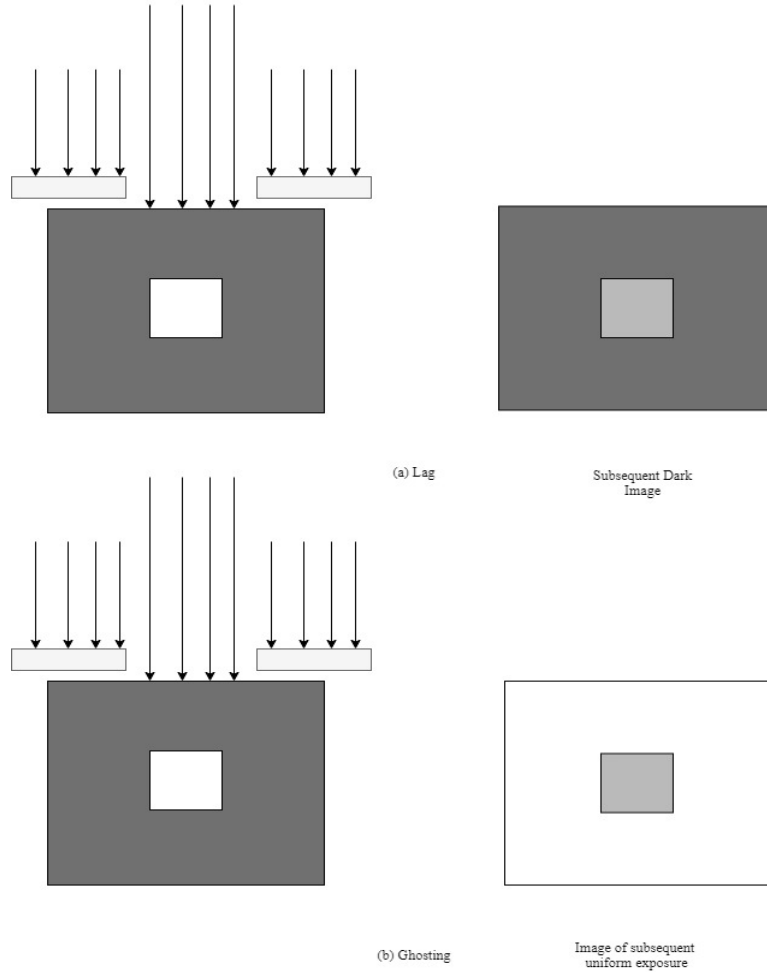 (a) Lag
Subsequent Dark
Image
(b) Ghosting
Image of subsequent
uniform exposure